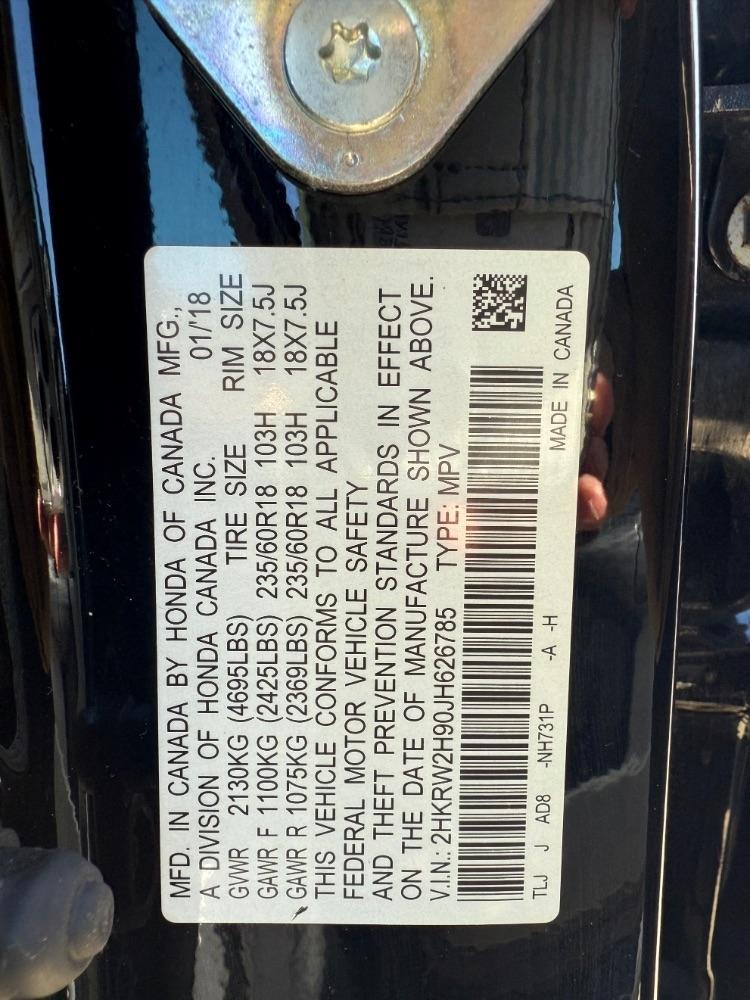 MFD. IN CANADA BY HONDA OF CANADA MFG.,
A DIVISION OF HONDA CANADA INC. 01/'18
GVWR 2130KG (4695LBS) TIRE SIZE RIM SIZE
GAWR F 1100KG (2425LBS) 235/60R18 103H 18X7.5J
GAWR R 1075KG (2369LBS) 235/60R18 103H 18X7.5J
THIS VEHICLE CONFORMS TO ALL APPLICABLE
FEDERAL MOTOR VEHICLE SAFETY
AND THEFT PREVENTION STANDARDS IN EFFECT
ON THE DATE OF MANUFACTURE SHOWN ABOVE.
V.I.N.: 2HKRW2H90JH626785 TYPE: MPV
TLJ J AD8 -NH731P -A -H MADE IN CANADA